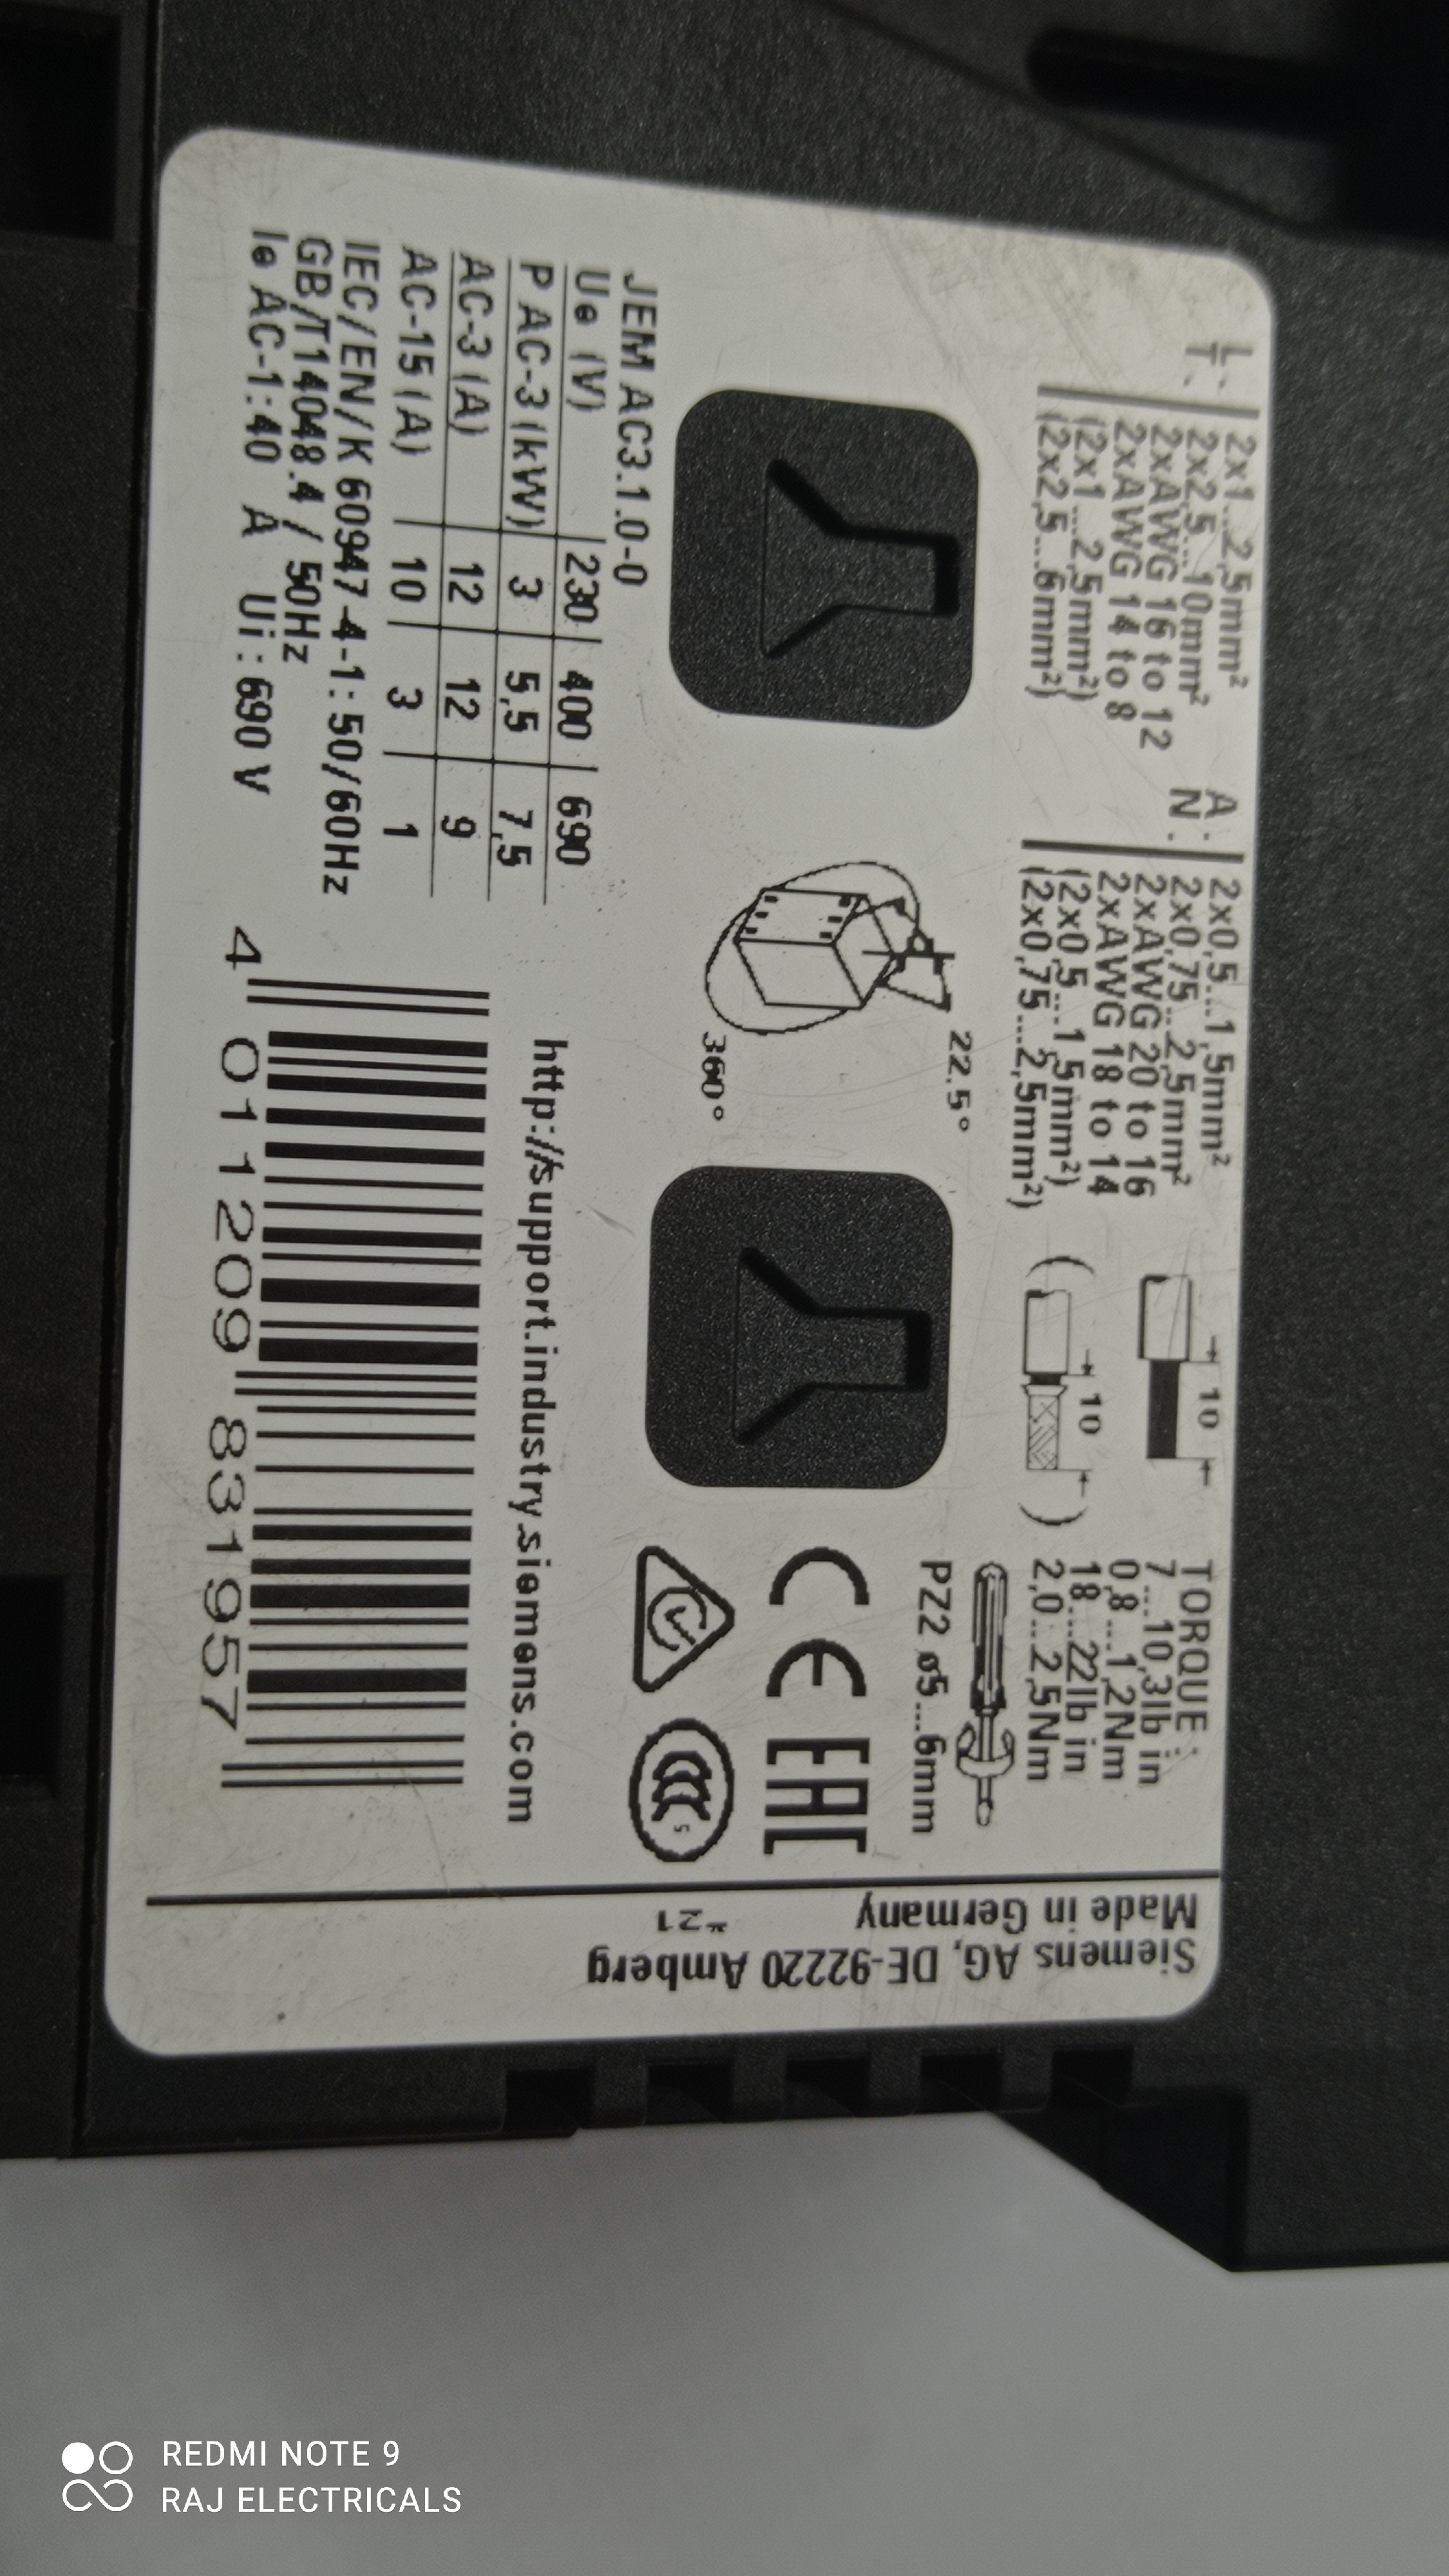 L.
T.
2x1...2,5mm²
2x2,5...10mm²
2xAWG 16 to 12
2xAWG 14 to 8
(2x1...2,5mm²)
(2x2,5...6mm²)
A.
N.
2x0,5...1,5mm²
2x0,75...2,5mm²
2xAWG 20 to 16
2xAWG 18 to 14
(2x0,5...1,5mm²)
(2x0,75...2,5mm²)
10
10
TORQUE:
7...10,3lb in
0,8...1,2Nm
18...22lb in
2,0...2,5Nm
PZ2 ø5...6mm
22.5°
360°
CE EAC
CCC S
JEM AC3.1.0-0
Ue (V) 230 400 690
P AC-3 (kW) 3 5,5 7,5
AC-3 (A) 12 12 9
AC-15 (A) 10 3 1
IEC/EN/K 60947-4-1: 50/60Hz
GB/T14048.4 / 50Hz
Ie AC-1: 40 A Ui: 690 V
http://support.industry.siemens.com
4 011209 831957
Siemens AG, DE-92220 Amberg
Made in Germany *21
REDMI NOTE 9
RAJ ELECTRICALS